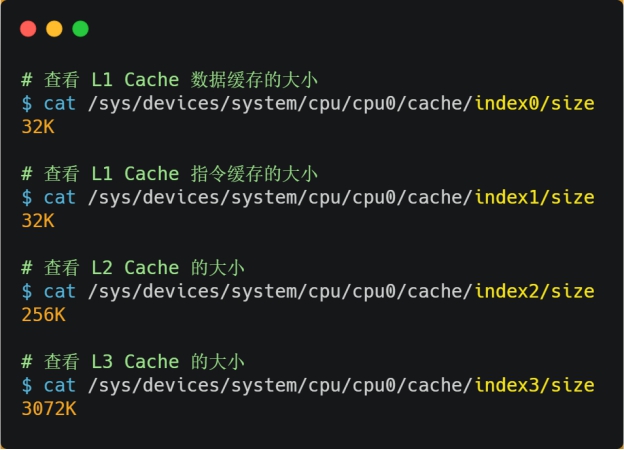 # 查看 L1 Cache 数据缓存的大小
$ cat /sys/devices/system/cpu/cpu0/cache/index0/size
32K
# 查看 L1 Cache 指令缓存的大小
$ cat /sys/devices/system/cpu/cpu0/cache/index1/size
32K
# 查看 L2 Cache 的大小
$ cat /sys/devices/system/cpu/cpu0/cache/index2/size
256K
# 查看 L3 Cache 的大小
$ cat /sys/devices/system/cpu/cpu0/cache/index3/size
3072K